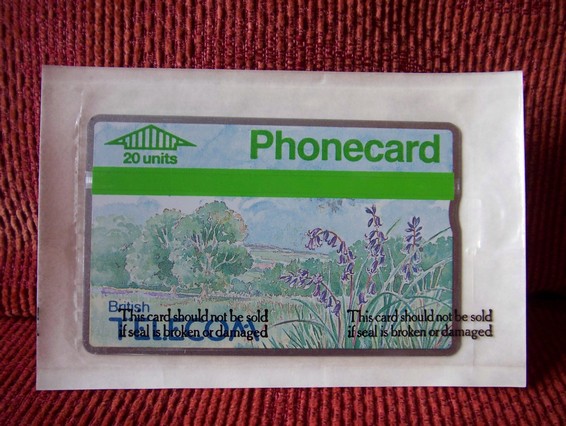 Phonecard
20 units
British
TELECOM
This card should not be sold
if seal is broken or damaged
This card should not be sold
if seal is broken or damaged